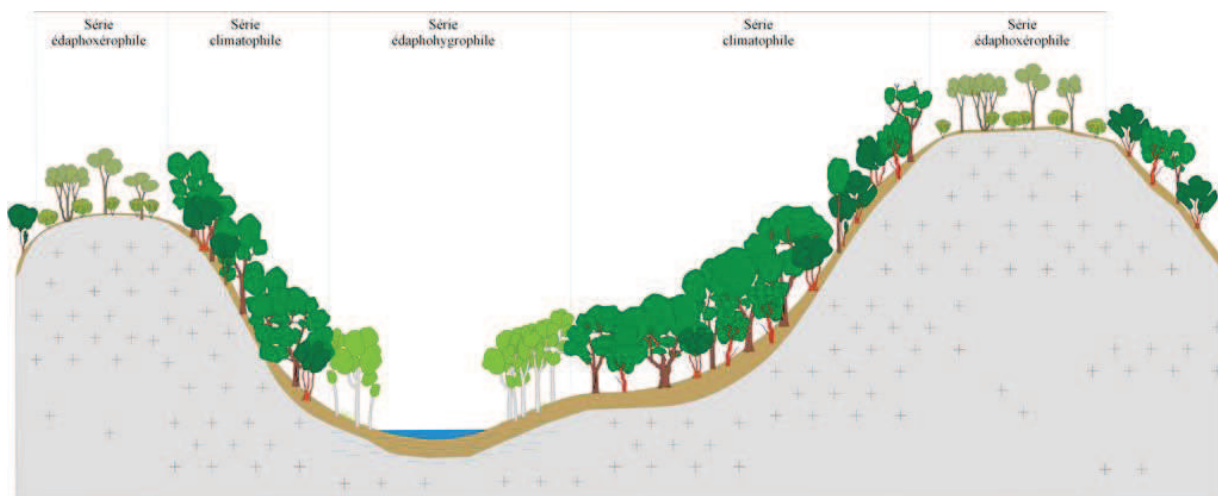 Série
édaphoxérophile
Série
climatophile
Série
édaphohygrophile
Série
climatophile
Série
édaphoxérophile